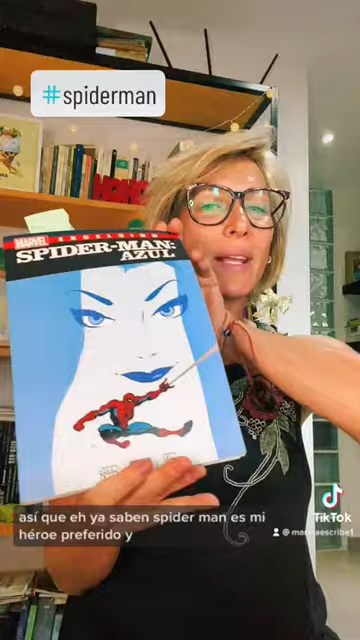 #spiderman
MARVEL
SPIDER-MAN:
AZUL
así que eh ya saben spider man es mi
héroe preferido y
TikTok